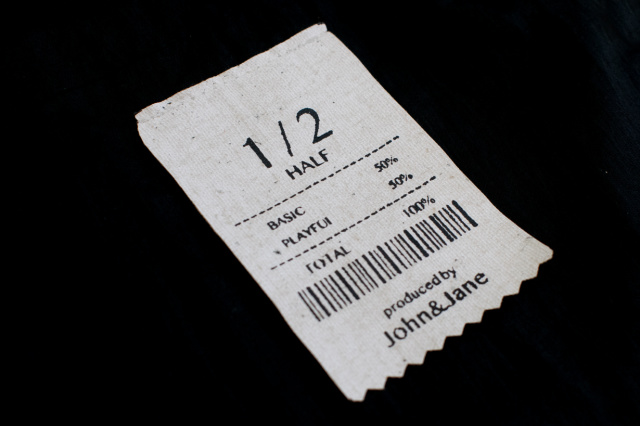 1/2
HALF
BASIC 50%
PLAYFUl 50%
TOTAL 100%
produced by
John&Jane